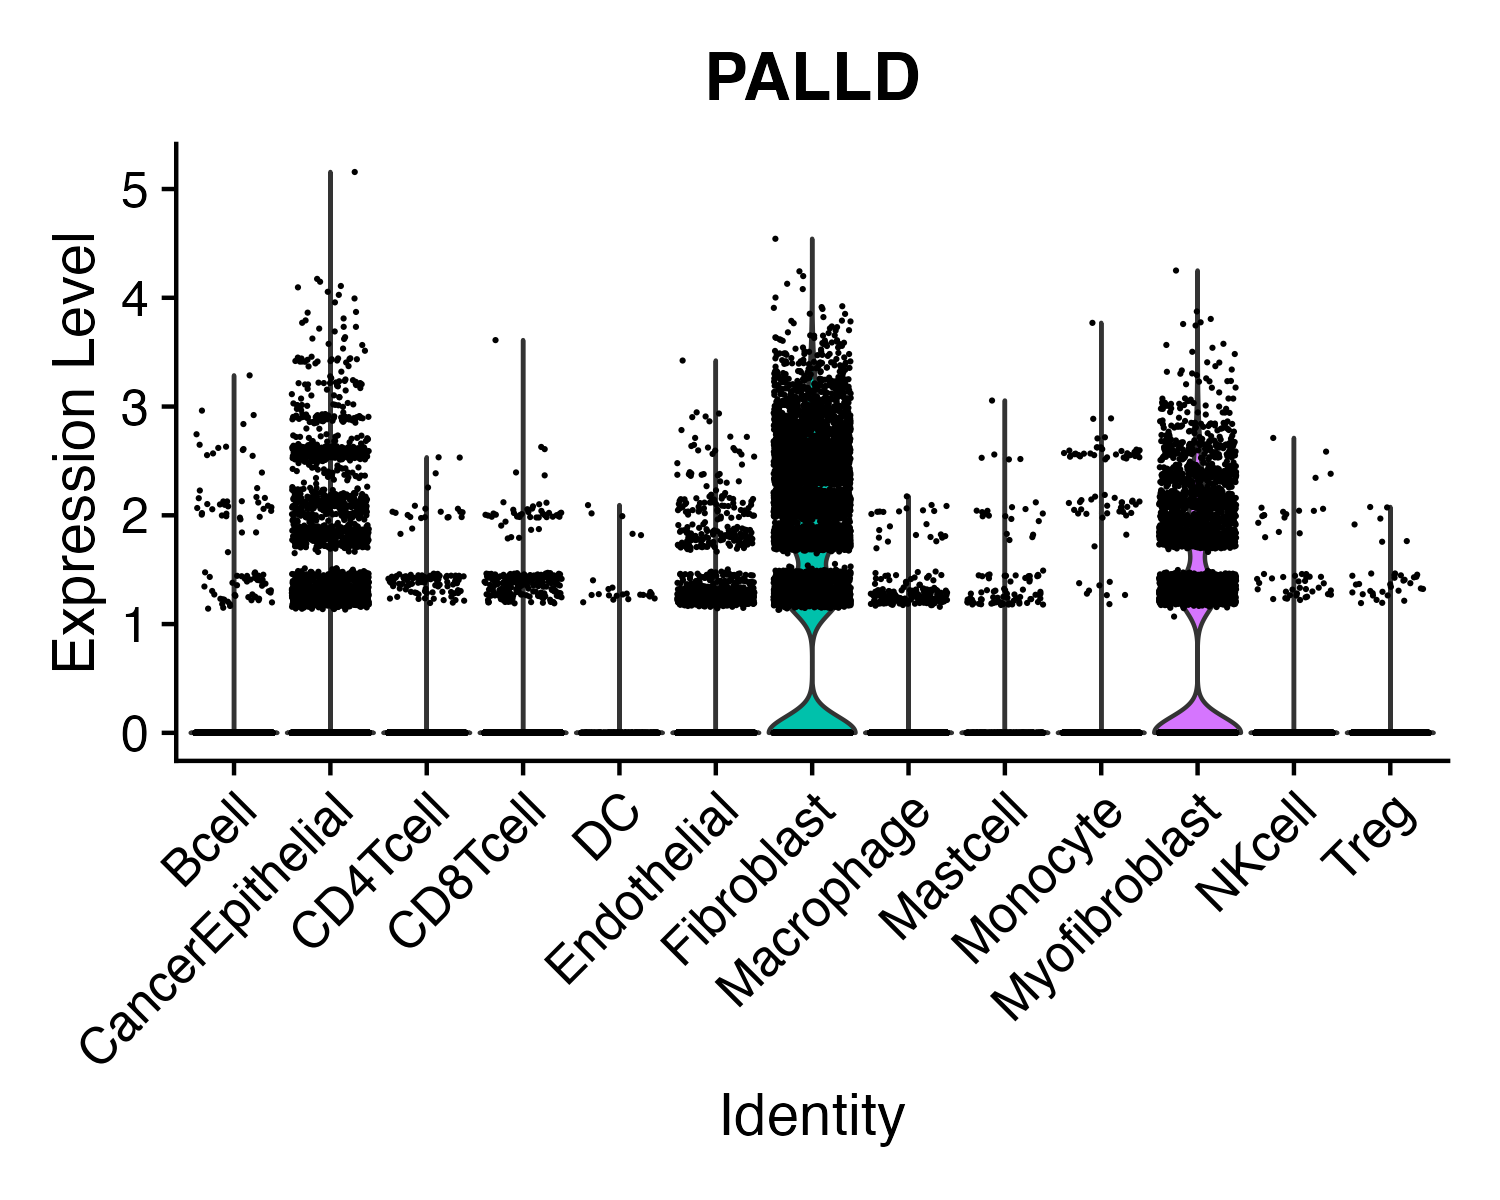 PALLD
Expression Level
5
4
3
2
1
0
Bcell
CancerEpithelial
CD4Tcell
CD8Tcell
DC
Endothelial
Fibroblast
Macrophage
Mastcell
Monocyte
Myofibroblast
NKcell
Treg
Identity